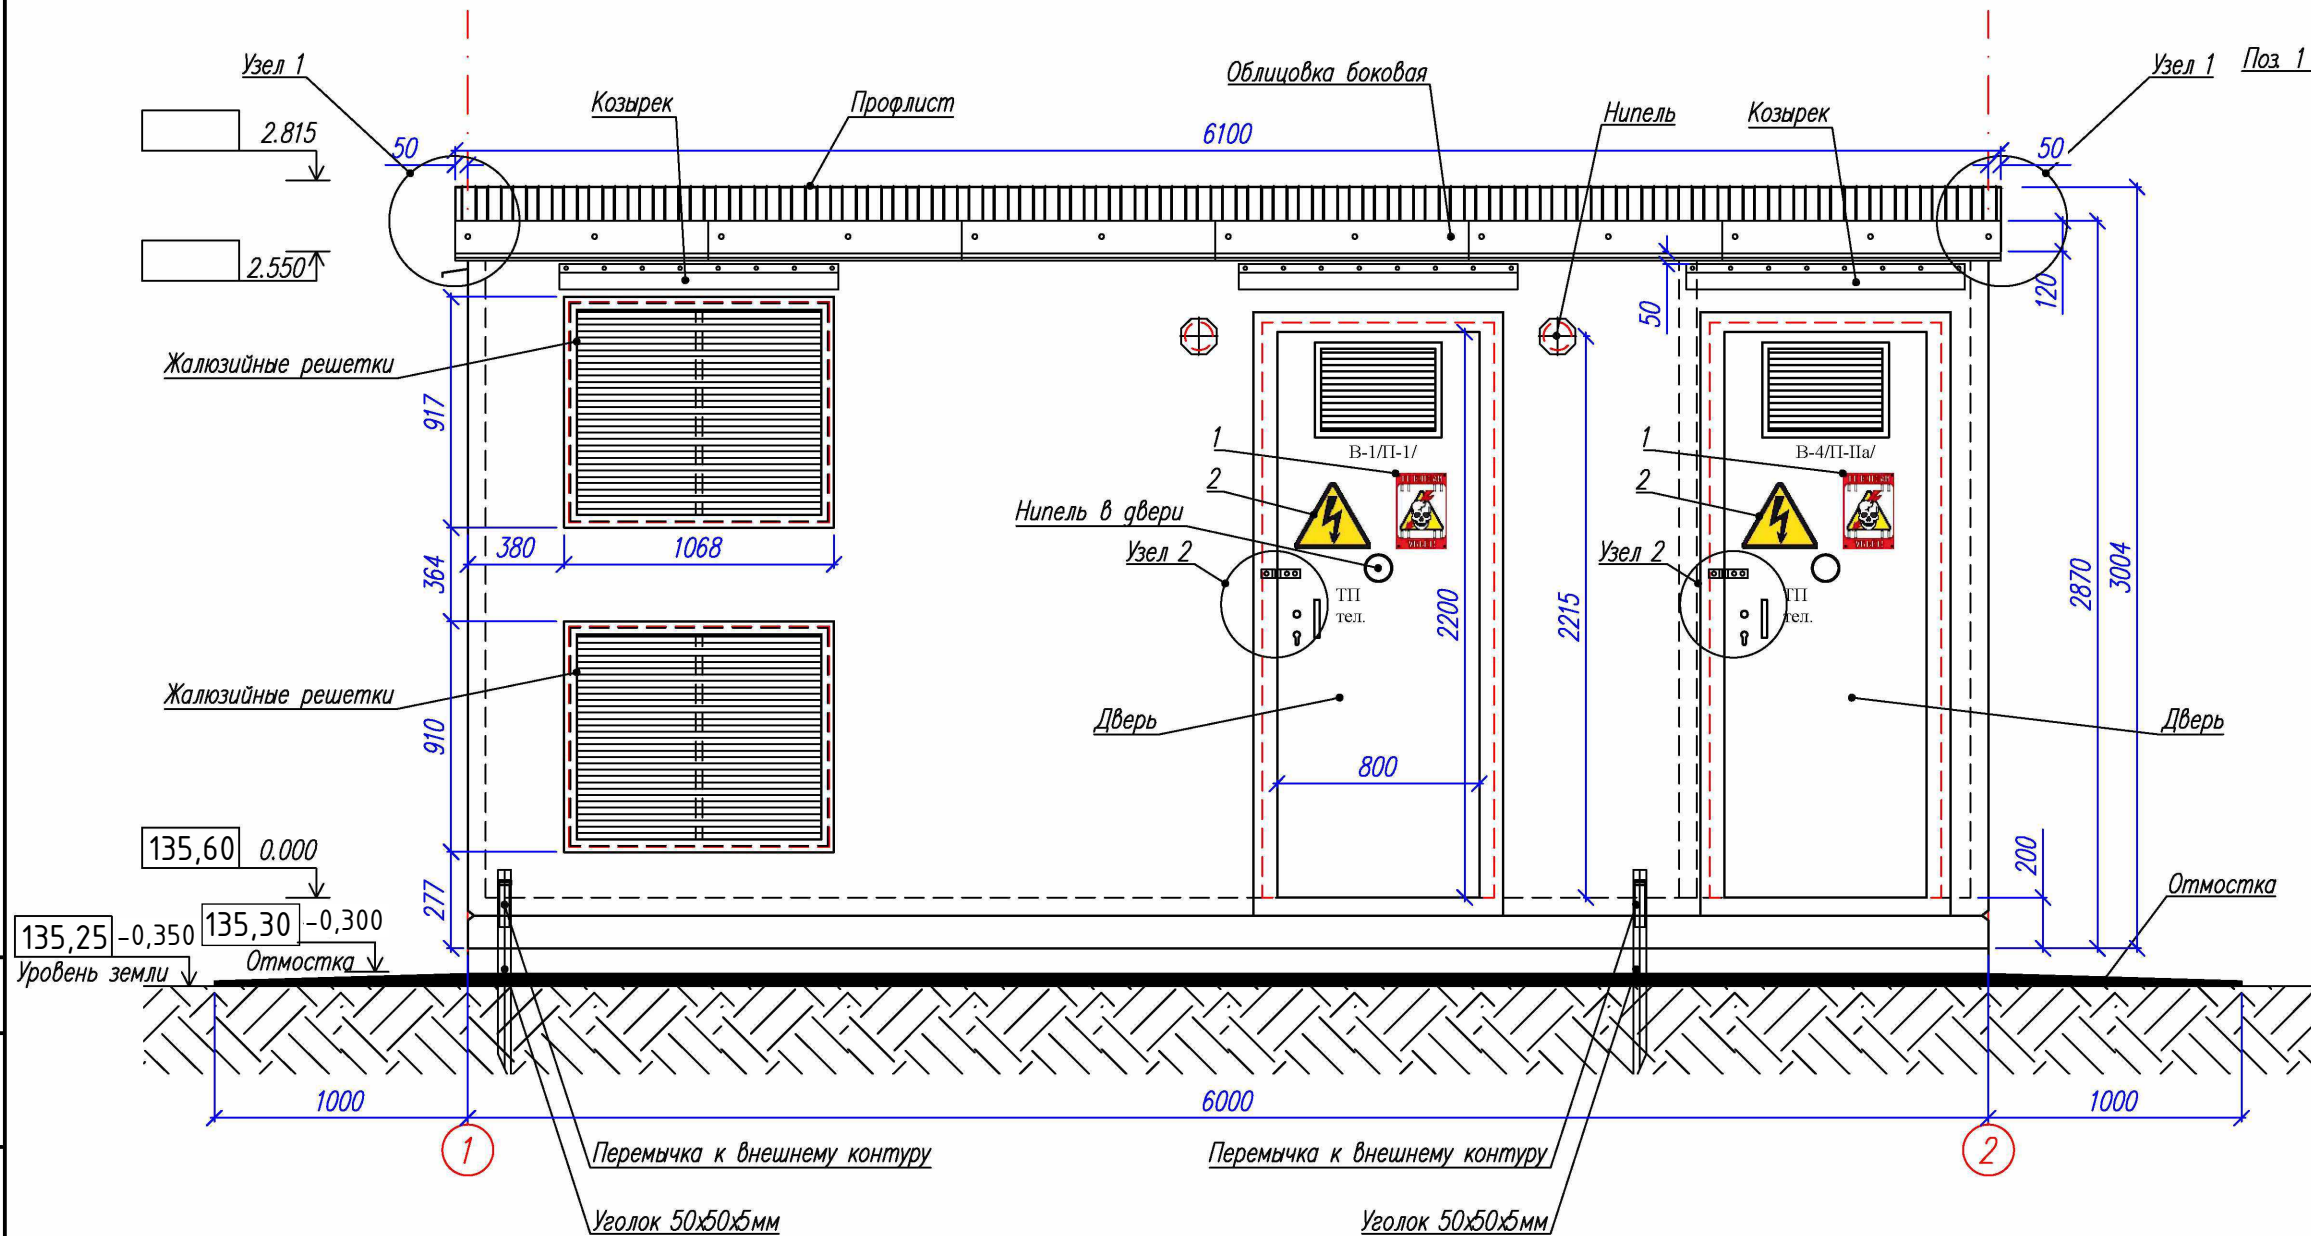 Узел 1
Облицовка боковая
Узел 1
Поз. 1
Козырек
Профлист
Нипель
Козырек
2.815
50
6100
50
2.550
50
120
Жалюзийные решетки
917
1
В-1/П-1/
1
В-4/П-IIа/
2
2
Нипель в двери
Узел 2
Узел 2
380
1068
364
ТП
тел.
ТП
тел.
2200
2215
2870
3004
Жалюзийные решетки
910
Дверь
Дверь
800
135,60
0.000
200
277
Отмостка
135,25
-0,350
135,30
-0,300
Уровень земли
Отмостка
1000
6000
1000
1
Перемычка к внешнему контуру
Перемычка к внешнему контуру
2
Уголок 50х50х5мм
Уголок 50х50х5мм